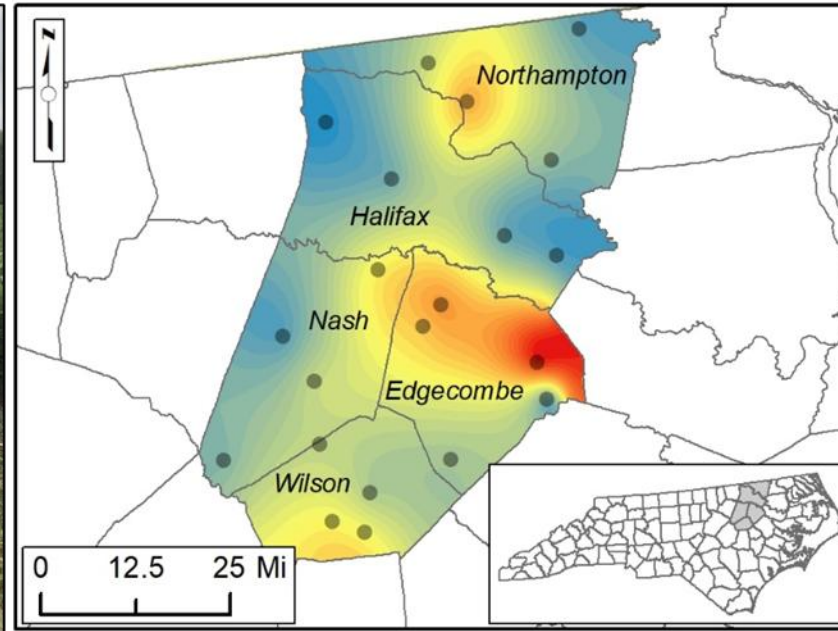 z
Northampton
Halifax
Nash
Edgecombe
Wilson
0 12.5 25 Mi